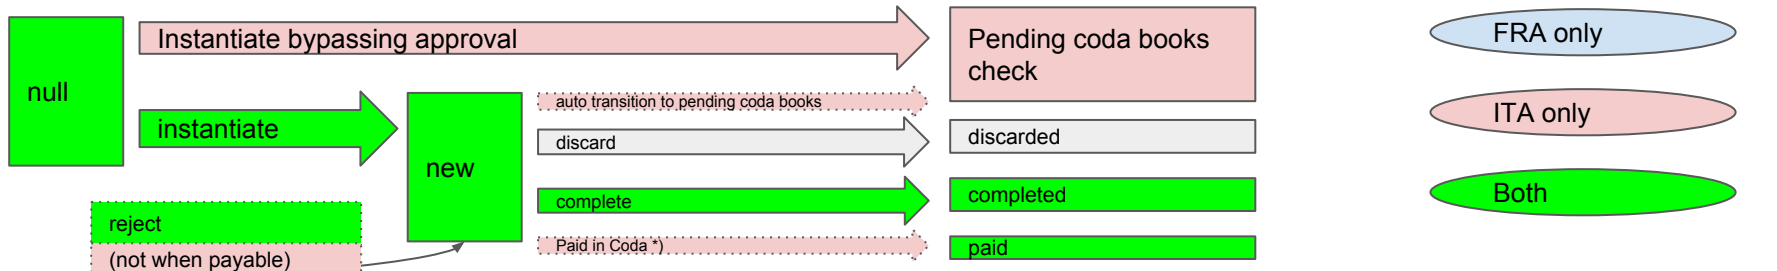 null
Instantiate bypassing approval
Pending coda books
check
instantiate
new
auto transition to pending coda books
discard
discarded
complete
completed
Paid in Coda *)
paid
reject
(not when payable)
FRA only
ITA only
Both